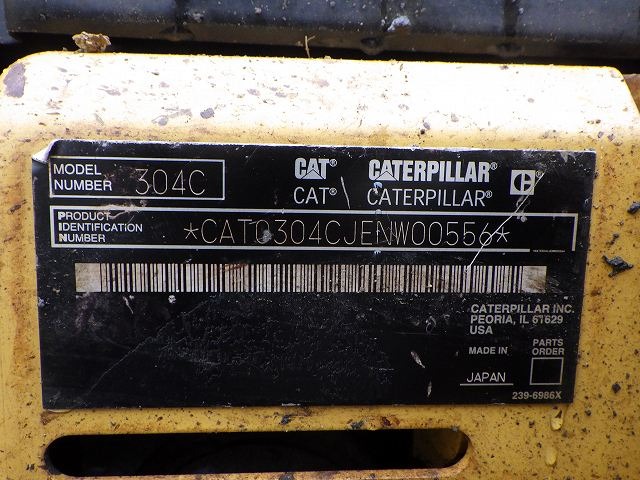 MODEL NUMBER 304C
CAT® CATERPILLAR®
CAT® CATERPILLAR®
PRODUCT IDENTIFICATION NUMBER *CAT0304CJENW00556*
CATERPILLAR INC.
PEORIA, IL 61629
USA
MADE IN
JAPAN
PARTS ORDER
239-6986X